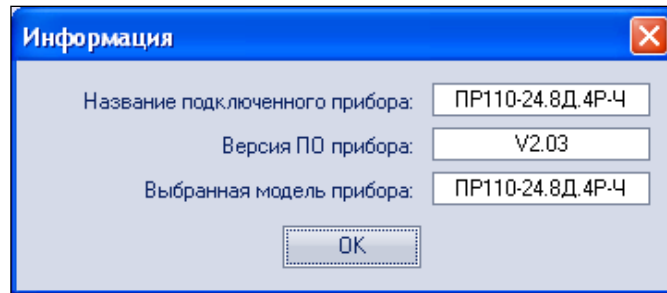 Информация
Название подключенного прибора: ПР110-24.8Д.4Р-Ч
Версия ПО прибора: V2.03
Выбранная модель прибора: ПР110-24.8Д.4Р-Ч
OK